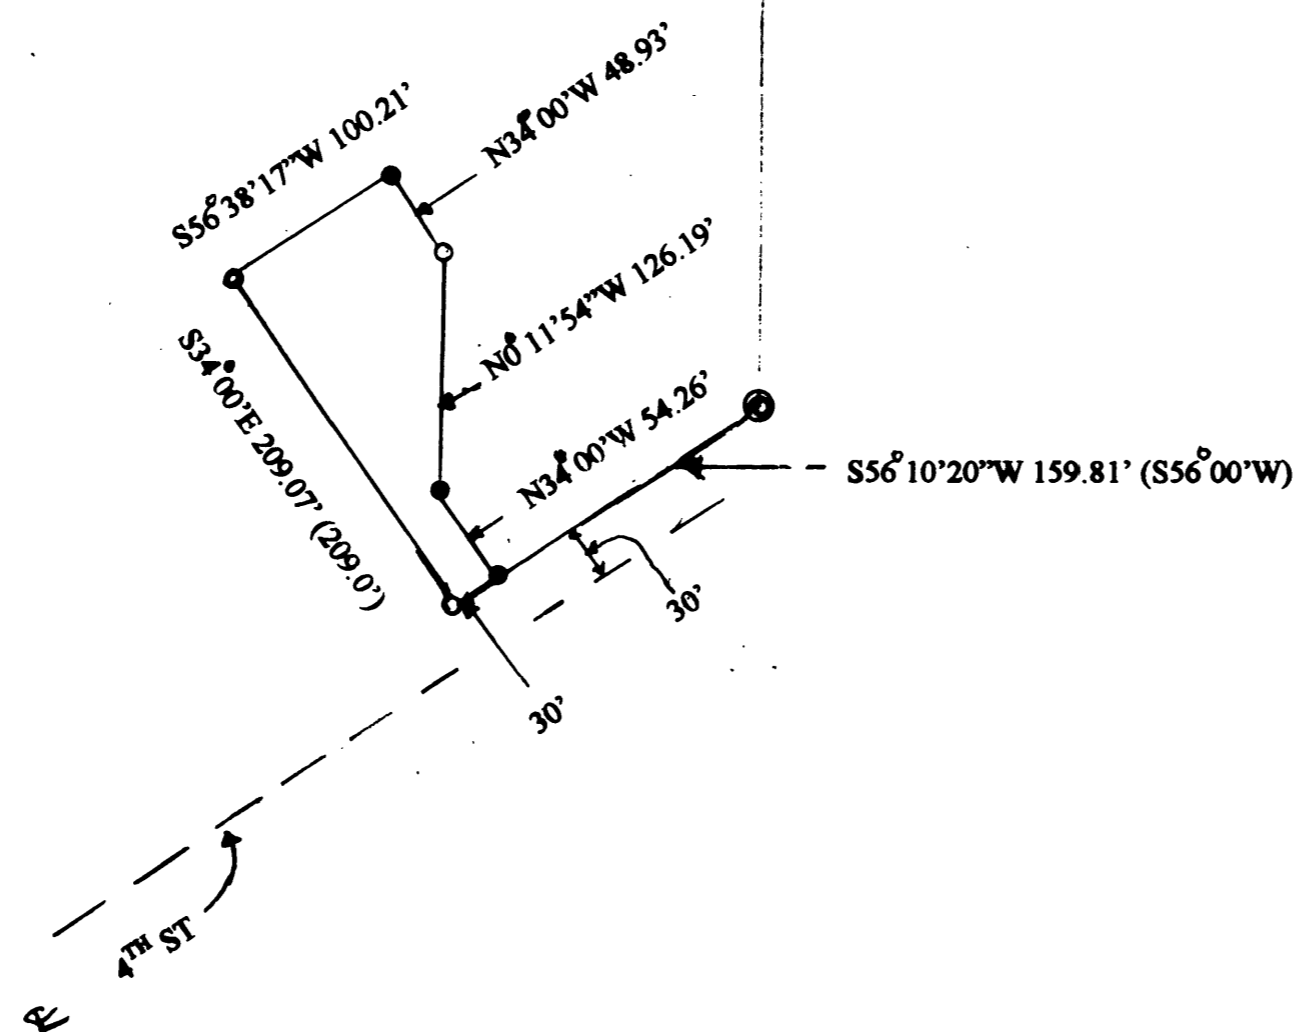 N34°00'W 48.93'
S56°38'17"W 100.21'
N0°11'54"W 126.19'
S34°00'E 209.07' (209.0')
N34°00'W 54.26'
S56°10'20"W 159.81' (S56°00'W)
30'
30'
4TH ST